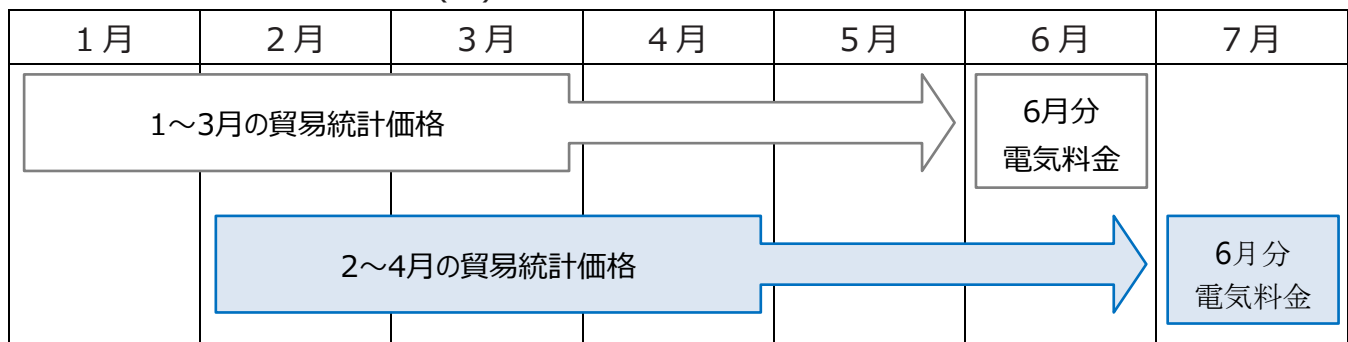 1月 2月 3月 4月 5月 6月 7月
1～3月の貿易統計価格
6月分
電気料金
2～4月の貿易統計価格
6月分
電気料金